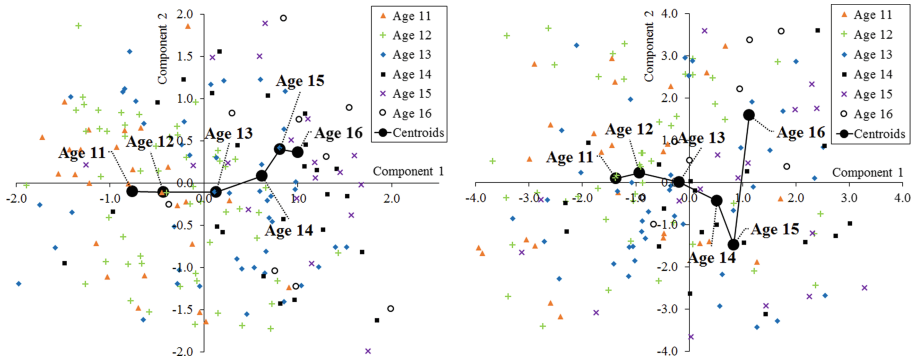 Component 2
2.0
1.5
1.0
0.5
0.0
-0.5
-1.0
-1.5
-2.0
-2.0
-1.0
0.0
1.0
2.0
Component 1
Age 11
Age 12
Age 13
Age 14
Age 15
Age 16
Age 11
Age 12
Age 13
Age 14
Age 15
Age 16
Centroids
Component 2
4.0
2.0
0.0
-2.0
-4.0
-4.0
-3.0
-2.0
-1.0
0.0
1.0
2.0
3.0
4.0
Component 1
Age 11
Age 12
Age 13
Age 14
Age 15
Age 16
Age 11
Age 12
Age 13
Age 14
Age 15
Age 16
Centroids